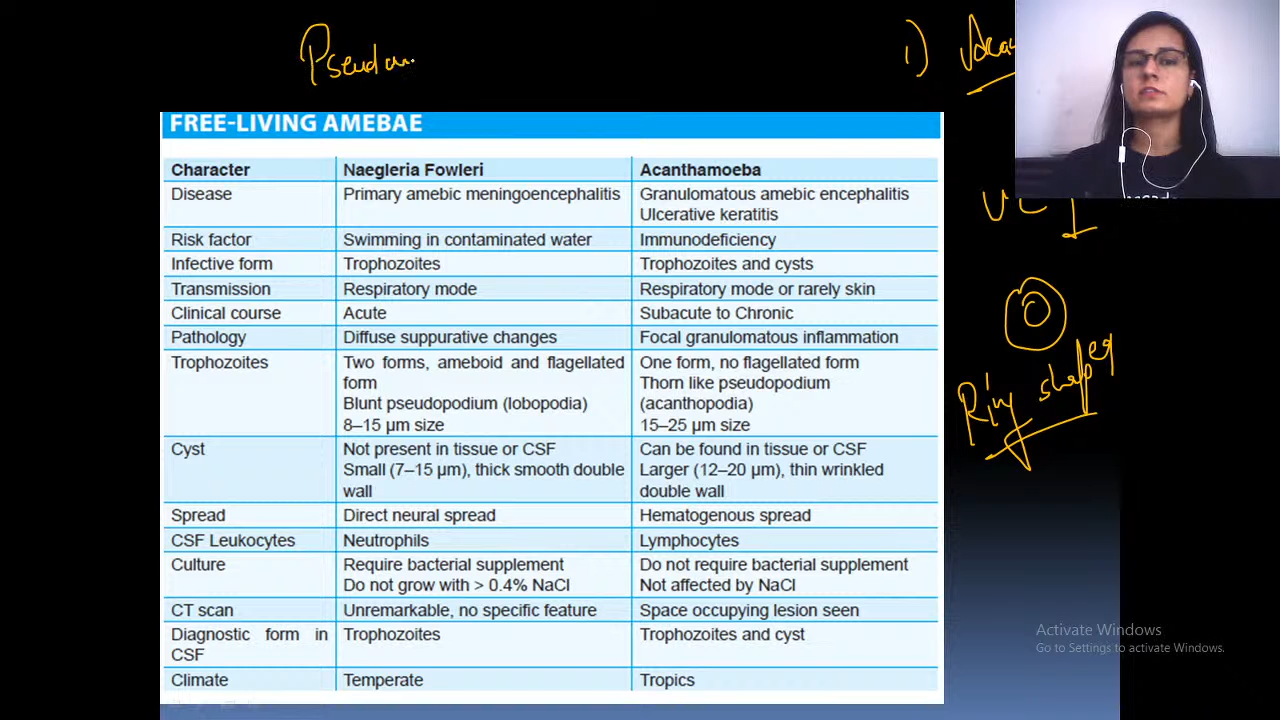 1)
FREE-LIVING AMEBAE
Character Naegleria Fowleri Acanthamoeba
Disease Primary amebic meningoencephalitis Granulomatous amebic encephalitis
Ulcerative keratitis
Risk factor Swimming in contaminated water Immunodeficiency
Infective form Trophozoites Trophozoites and cysts
Transmission Respiratory mode Respiratory mode or rarely skin
Clinical course Acute Subacute to Chronic
Pathology Diffuse suppurative changes Focal granulomatous inflammation
Trophozoites Two forms, ameboid and flagellated One form, no flagellated form
form Thorn like pseudopodium
Blunt pseudopodium (lobopodia) (acanthopodia)
8–15 µm size 15–25 µm size
Cyst Not present in tissue or CSF Can be found in tissue or CSF
Small (7–15 µm), thick smooth double Larger (12–20 µm), thin wrinkled
wall double wall
Spread Direct neural spread Hematogenous spread
CSF Leukocytes Neutrophils Lymphocytes
Culture Require bacterial supplement Do not require bacterial supplement
Do not grow with > 0.4% NaCl Not affected by NaCl
CT scan Unremarkable, no specific feature Space occupying lesion seen
Diagnostic form in Trophozoites Trophozoites and cyst
CSF
Climate Temperate Tropics
Ring shaped
Activate Windows
Go to Settings to activate Windows.